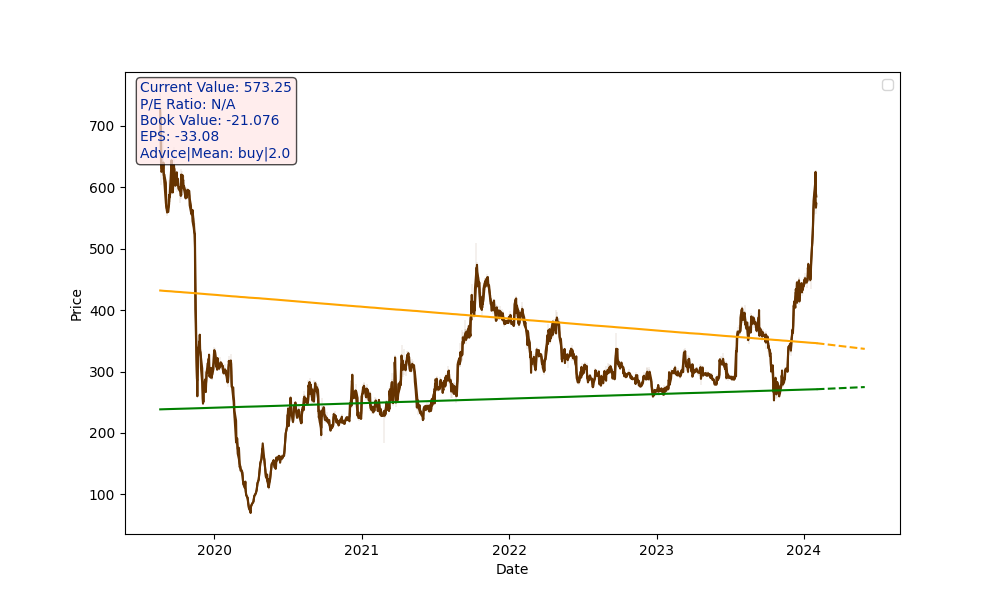 Current Value: 573.25
P/E Ratio: N/A
Book Value: -21.076
EPS: -33.08
Advice|Mean: buy|2.0
700
600
500
400
300
200
100
Price
2020
2021
2022
2023
2024
Date